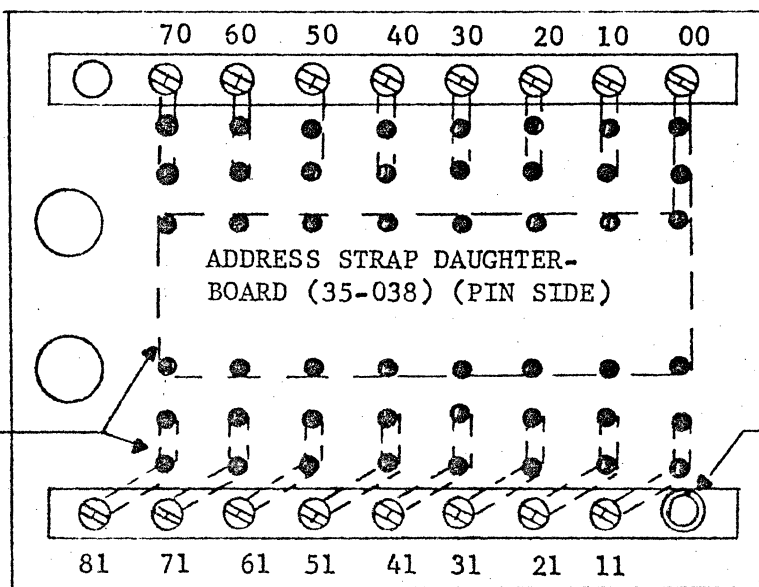 70 60 50 40 30 20 10 00
ADDRESS STRAP DAUGHTER-
BOARD (35-038) (PIN SIDE)
81 71 61 51 41 31 21 11